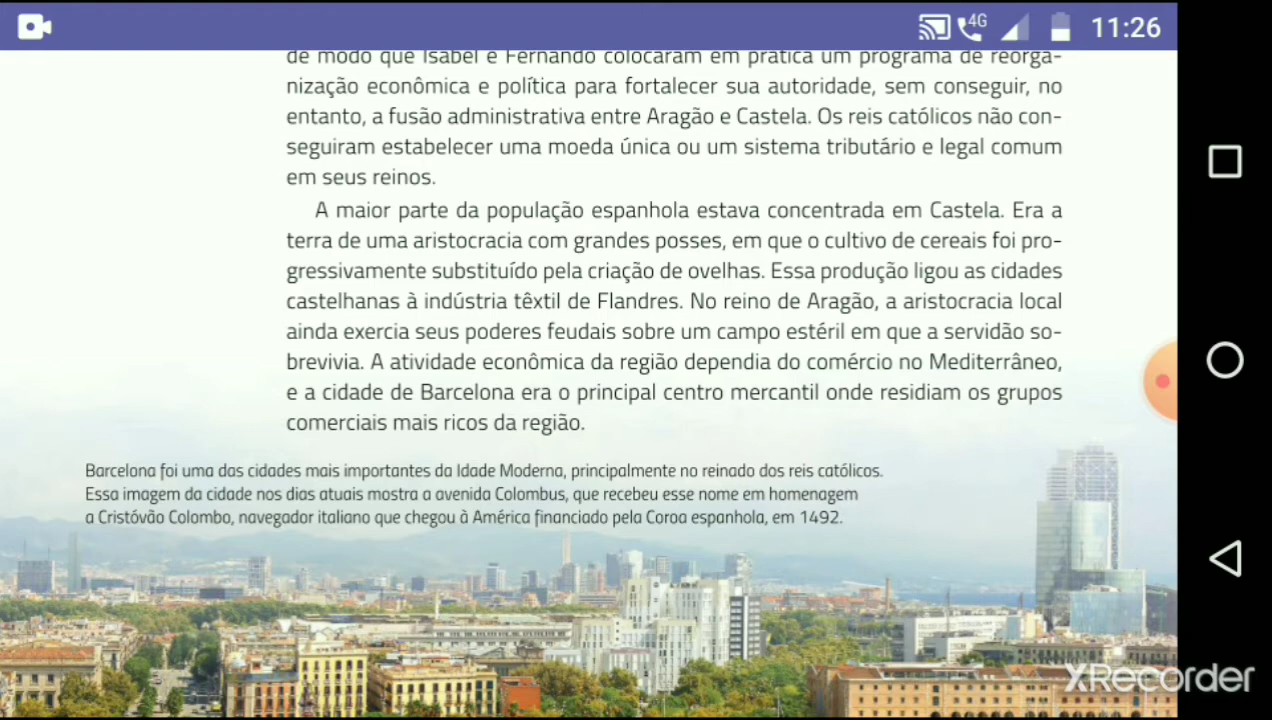 4G 11:26
de modo que Isabel e Fernando colocaram em prática um programa de reorga-
nização econômica e política para fortalecer sua autoridade, sem conseguir, no
entanto, a fusão administrativa entre Aragão e Castela. Os reis católicos não con-
seguiram estabelecer uma moeda única ou um sistema tributário e legal comum
em seus reinos.
A maior parte da população espanhola estava concentrada em Castela. Era a
terra de uma aristocracia com grandes posses, em que o cultivo de cereais foi pro-
gressivamente substituído pela criação de ovelhas. Essa produção ligou as cidades
castelhanas à indústria têxtil de Flandres. No reino de Aragão, a aristocracia local
ainda exercia seus poderes feudais sobre um campo estéril em que a servidão so-
brevivia. A atividade econômica da região dependia do comércio no Mediterrâneo,
e a cidade de Barcelona era o principal centro mercantil onde residiam os grupos
comerciais mais ricos da região.
Barcelona foi uma das cidades mais importantes da Idade Moderna, principalmente no reinado dos reis católicos.
Essa imagem da cidade nos dias atuais mostra a avenida Colombus, que recebeu esse nome em homenagem
a Cristóvão Colombo, navegador italiano que chegou à América financiado pela Coroa espanhola, em 1492.
XRecorder